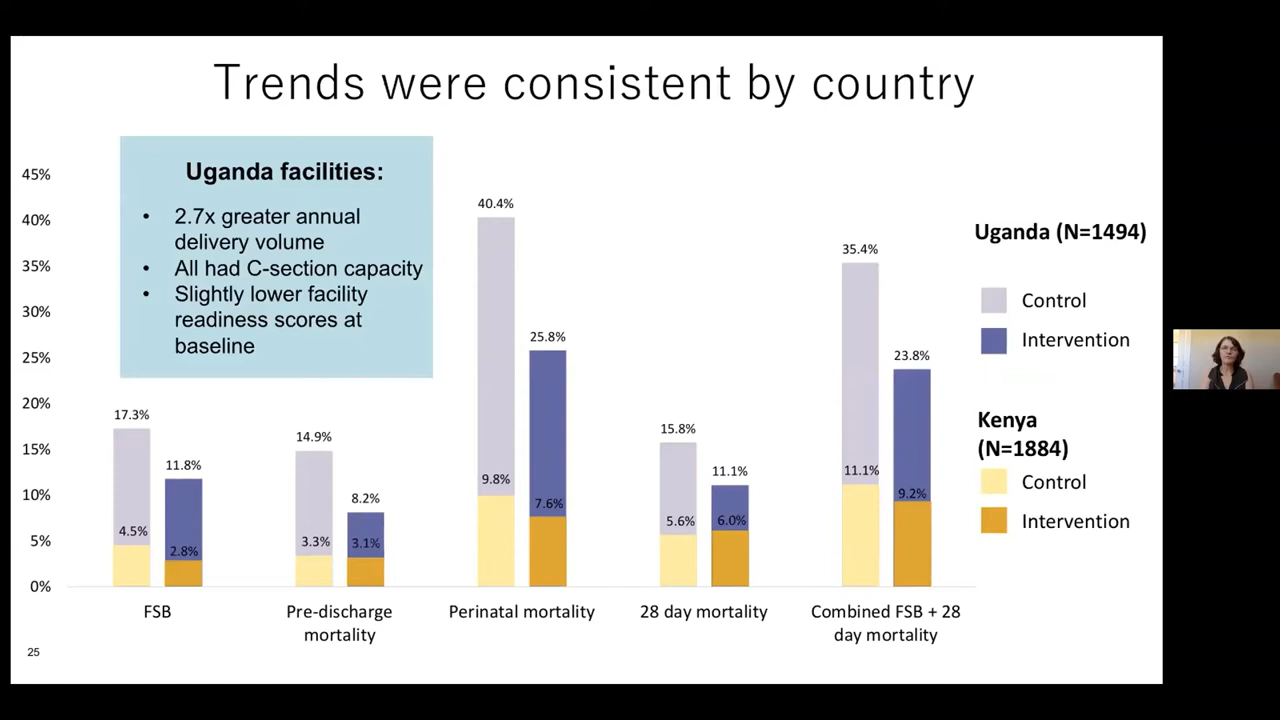 Trends were consistent by country
Uganda facilities:
• 2.7x greater annual
delivery volume
• All had C-section capacity
• Slightly lower facility
readiness scores at
baseline
45%
40%
35%
30%
25%
20%
15%
10%
5%
0%
17.3%
4.5%
11.8%
2.8%
14.9%
3.3%
8.2%
3.1%
40.4%
9.8%
25.8%
7.6%
15.8%
5.6%
11.1%
6.0%
35.4%
11.1%
23.8%
9.2%
FSB
Pre-discharge
mortality
Perinatal mortality
28 day mortality
Combined FSB + 28
day mortality
Uganda (N=1494)
Control
Intervention
Kenya
(N=1884)
Control
Intervention
25